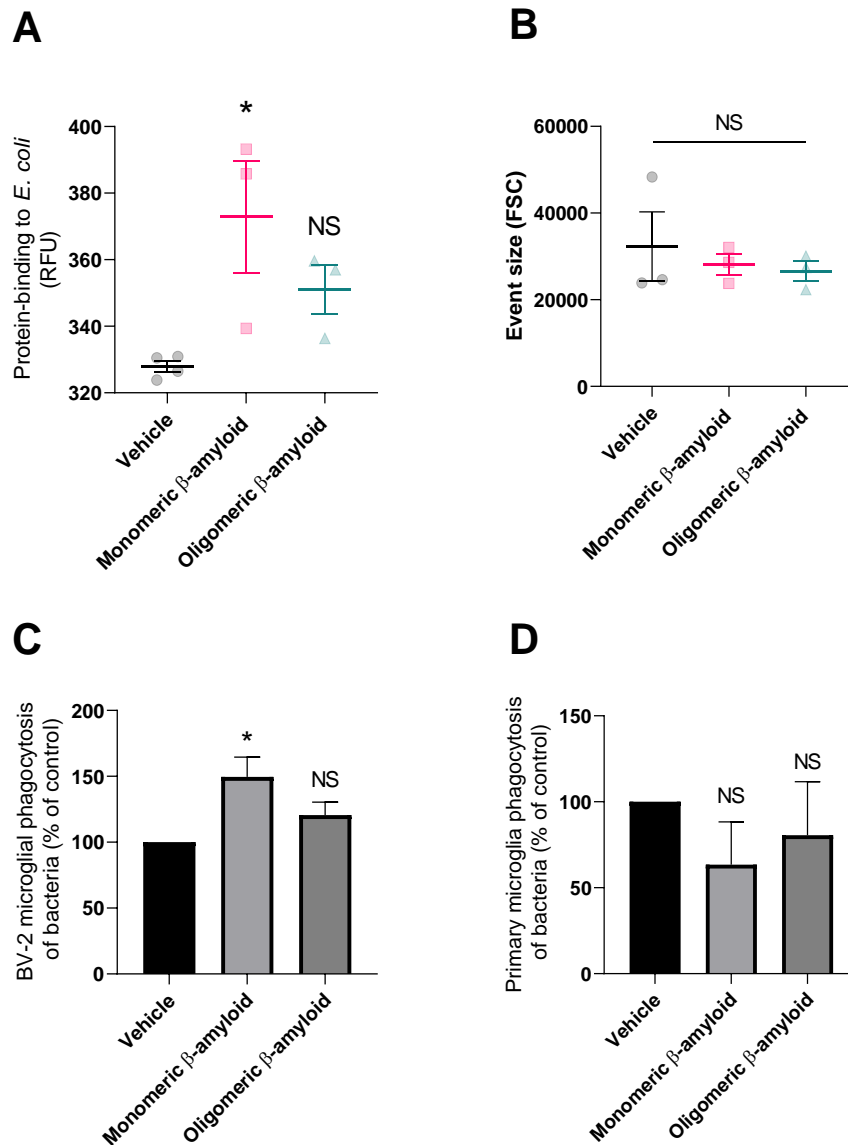 A
Protein-binding to E. coli
(RFU)
400
380
360
340
320
*
NS
Vehicle
Monomeric β-amyloid
Oligomeric β-amyloid
B
Event size (FSC)
60000
40000
20000
0
NS
Vehicle
Monomeric β-amyloid
Oligomeric β-amyloid
C
BV-2 microglial phagocytosis
of bacteria (% of control)
200
150
100
50
0
*
NS
Vehicle
Monomeric β-amyloid
Oligomeric β-amyloid
D
Primary microglia phagocytosis
of bacteria (% of control)
150
100
50
0
NS
NS
Vehicle
Monomeric β-amyloid
Oligomeric β-amyloid